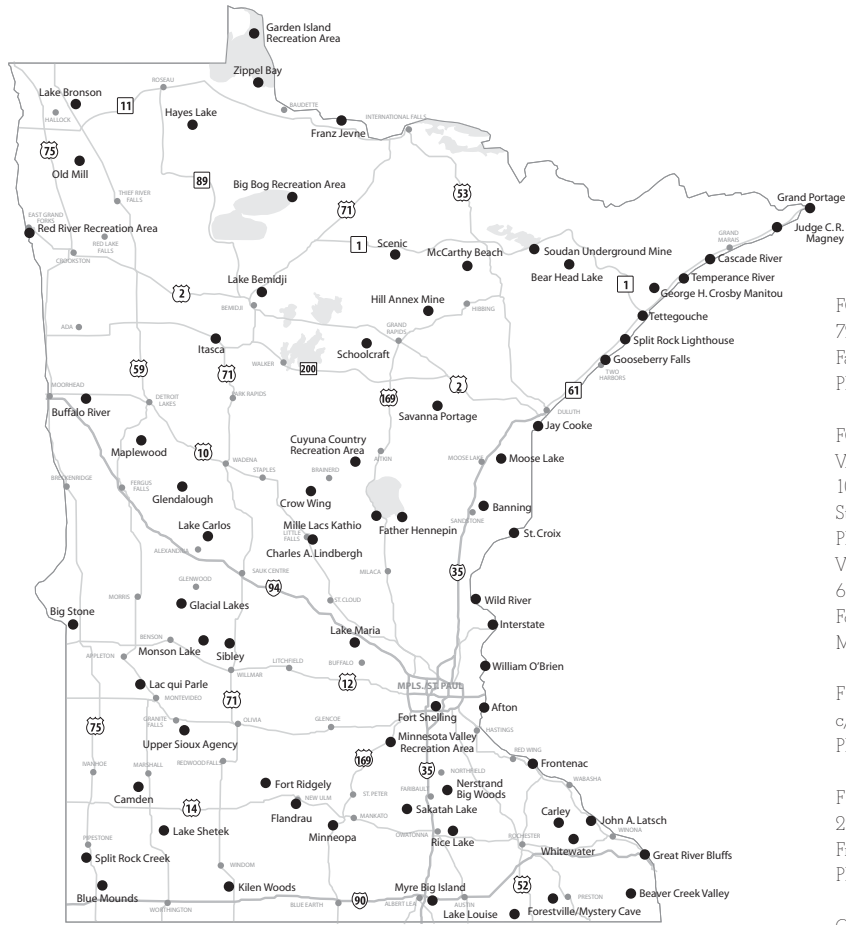 Garden Island
Recreation Area
Zippel Bay
ROSEAU
Lake Bronson
HALLOCK
11
Hayes Lake
BAUDETTE
Franz Jevne
INTERNATIONAL FALLS
75
Old Mill
89
THIEF RIVER
FALLS
Big Bog Recreation Area
71
53
EAST GRAND
FORKS
Red River Recreation Area
RED LAKE
FALLS
CROOKSTON
1
Scenic
McCarthy Beach
Soudan Underground Mine
Bear Head Lake
Grand Portage
Judge C. R.
Magney
GRAND
MARAIS
Cascade River
Temperance River
1
George H. Crosby Manitou
Tettegouche
Split Rock Lighthouse
Gooseberry Falls
TWO
HARBORS
2
Lake Bemidji
BEMIDJI
Hill Annex Mine
HIBBING
ADA
Itasca
GRAND
RAPIDS
Schoolcraft
WALKER
200
59
71
PARK RAPIDS
2
169
61
MOORHEAD
Buffalo River
DETROIT
LAKES
Savanna Portage
DULUTH
Jay Cooke
Maplewood
10
WADENA
STAPLES
Cuyuna Country
Recreation Area
BRAINERD
AITKIN
MOOSE LAKE
Moose Lake
BRECKENRIDGE
FERGUS
FALLS
Glendalough
Crow Wing
Banning
SANDSTONE
Lake Carlos
ALEXANDRIA
Mille Lacs Kathio
Father Hennepin
LITTLE
FALLS
Charles A. Lindbergh
St. Croix
GLENWOOD
SAUK CENTRE
94
MILACA
35
MORRIS
Glacial Lakes
ST. CLOUD
Wild River
Big Stone
Interstate
BENSON
Monson Lake
Sibley
Lake Maria
APPLETON
WILLMAR
LITCHFIELD
BUFFALO
William O'Brien
Lac qui Parle
MONTEVIDEO
12
MPLS./ST. PAUL
75
71
GRANITE
FALLS
OLIVIA
GLENCOE
Fort Snelling
Afton
Upper Sioux Agency
HASTINGS
Minnesota Valley
Recreation Area
RED WING
IVANHOE
MARSHALL
REDWOOD FALLS
169
35
NORTHFIELD
Frontenac
WABASHA
Camden
Fort Ridgely
NEW ULM
ST. PETER
FARIBAULT
Nerstrand
Big Woods
14
Flandrau
MANKATO
Sakatah Lake
Carley
John A. Latsch
WINONA
Lake Shetek
Minneopa
OWATONNA
Rice Lake
ROCHESTER
Whitewater
PIPESTONE
Split Rock Creek
WINDOM
Great River Bluffs
Blue Mounds
Kilen Woods
Myre Big Island
52
Beaver Creek Valley
WORTHINGTON
BLUE EARTH
90
ALBERT LEA
AUSTIN
PRESTON
Lake Louise
Forestville/Mystery Cave